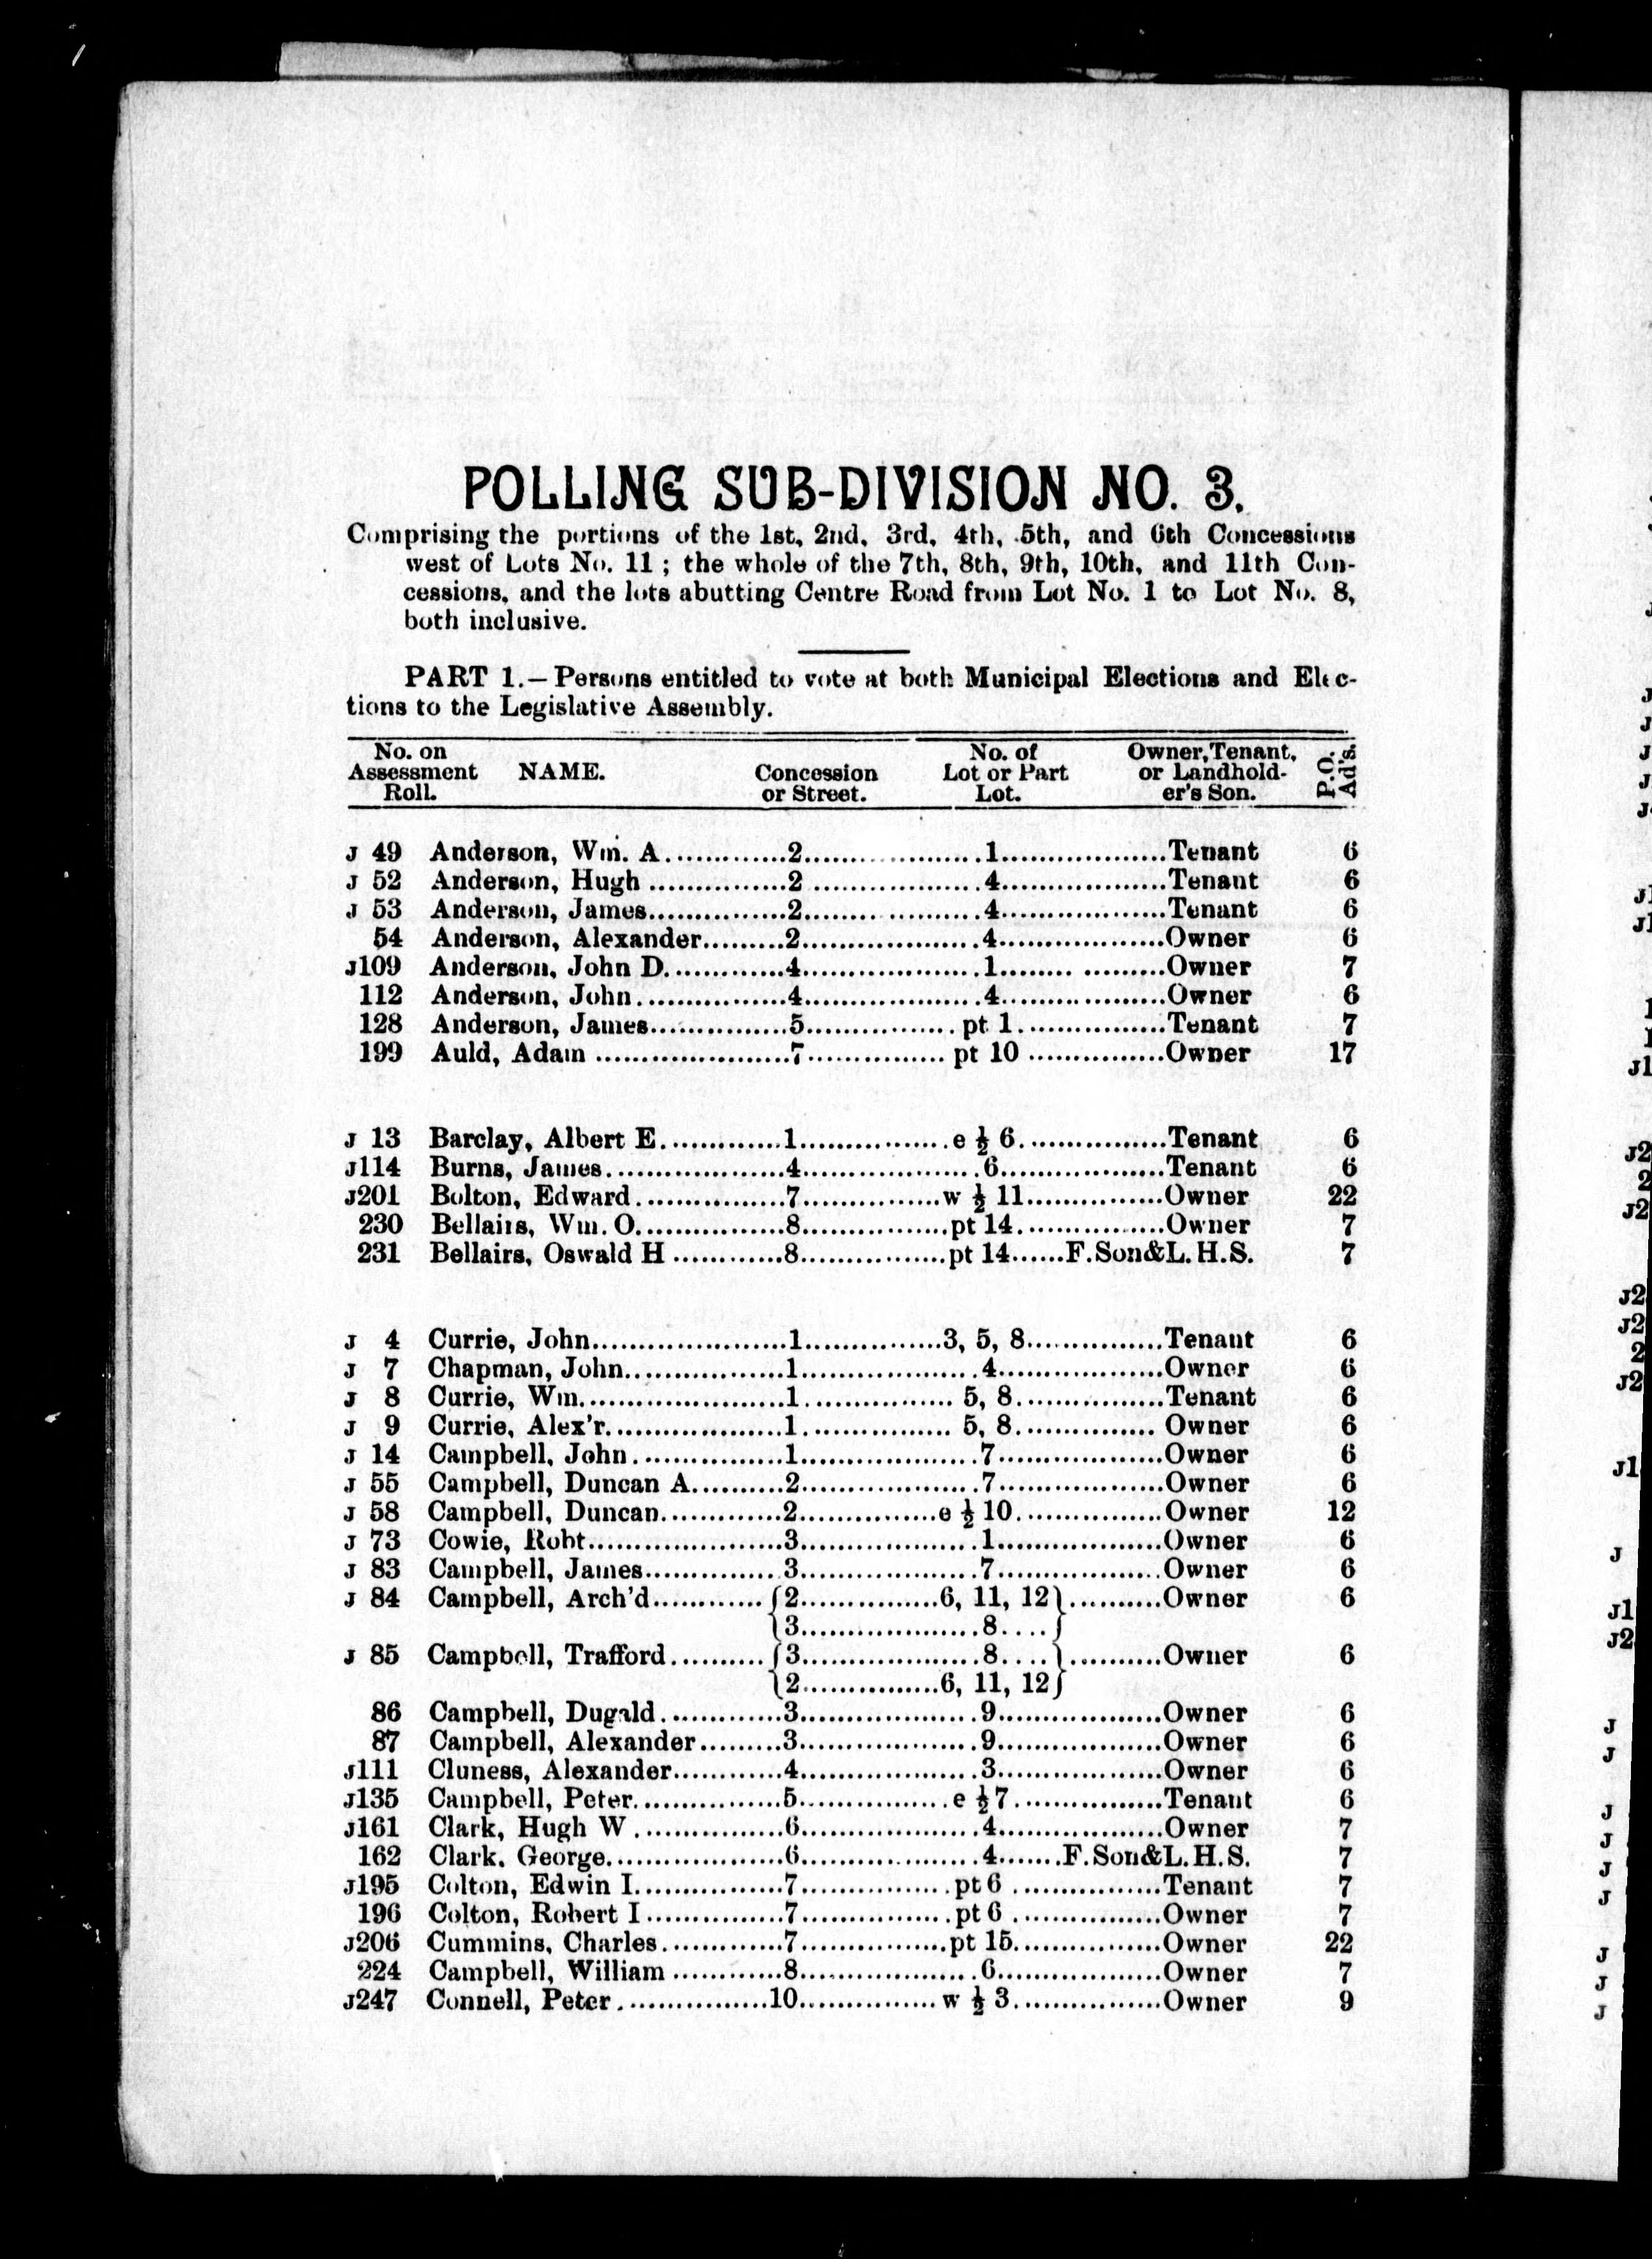 POLLING SUB-DIVISION NO. 3.
Comprising the portions of the 1st, 2nd, 3rd, 4th, 5th, and 6th Concessions
west of Lots No. 11 ; the whole of the 7th, 8th, 9th, 10th, and 11th Con-
cessions, and the lots abutting Centre Road from Lot No. 1 to Lot No. 8,
both inclusive.
PART 1.—Persons entitled to vote at both Municipal Elections and Elec-
tions to the Legislative Assembly.
No. on Assessment Roll. NAME. Concession or Street. No. of Lot or Part Lot. Owner, Tenant, or Landhold-er's Son. P.O. Ad's.
J 49 Anderson, Wm. A..............2....................1..................Tenant 6
J 52 Anderson, Hugh ...............2 ...................4..................Tenant 6
J 53 Anderson, James...............2....................4..................Tenant 6
54 Anderson, Alexander.........2...................4..................Owner 6
J109 Anderson, John D.............4....................1..................Owner 7
112 Anderson, John.................4....................4..................Owner 6
128 Anderson, James...............5................ pt 1.................Tenant 7
199 Auld, Adam ......................7............... pt 10 ...............Owner 17
J 13 Barclay, Albert E..............1.................e ½ 6.................Tenant 6
J114 Burns, James....................4....................6..................Tenant 6
J201 Bolton, Edward.................7...............w ½ 11...............Owner 22
230 Bellairs, Wm. O.................8................pt 14.................Owner 7
231 Bellairs, Oswald H ............8................pt 14......F.Son&L.H.S. 7
J 4 Currie, John......................1...............3, 5, 8...............Tenant 6
J 7 Chapman, John..................1....................4..................Owner 6
J 8 Currie, Wm.......................1................. 5, 8.................Tenant 6
J 9 Currie, Alex'r....................1................. 5, 8............... Owner 6
J 14 Campbell, John.................1....................7..................Owner 6
J 55 Campbell, Duncan A..........2....................7..................Owner 6
J 58 Campbell, Duncan.............2...............e ½ 10................Owner 12
J 73 Cowie, Robt......................3....................1..................Owner 6
J 83 Campbell, James...............3....................7..................Owner 6
J 84 Campbell, Arch'd............{2...............6, 11, 12}..........Owner 6
{3...................8....}
J 85 Campbell, Trafford..........{3...................8....}..........Owner 6
{2...............6, 11, 12}
86 Campbell, Dugald.............3....................9..................Owner 6
87 Campbell, Alexander.........3....................9..................Owner 6
J111 Cluness, Alexander............4....................3..................Owner 6
J135 Campbell, Peter................5.................e ½ 7................Tenant 6
J161 Clark, Hugh W .................6....................4..................Owner 7
162 Clark. George...................6....................4.......F.Son&L.H.S. 7
J195 Colton, Edwin I................7.................pt 6 ................Tenant 7
196 Colton, Robert I...............7.................pt 6 ................Owner 7
J206 Cummins, Charles.............7................pt 15................Owner 22
224 Campbell, William ............8....................6..................Owner 7
J247 Connell, Peter.................10............... w ½ 3................Owner 9